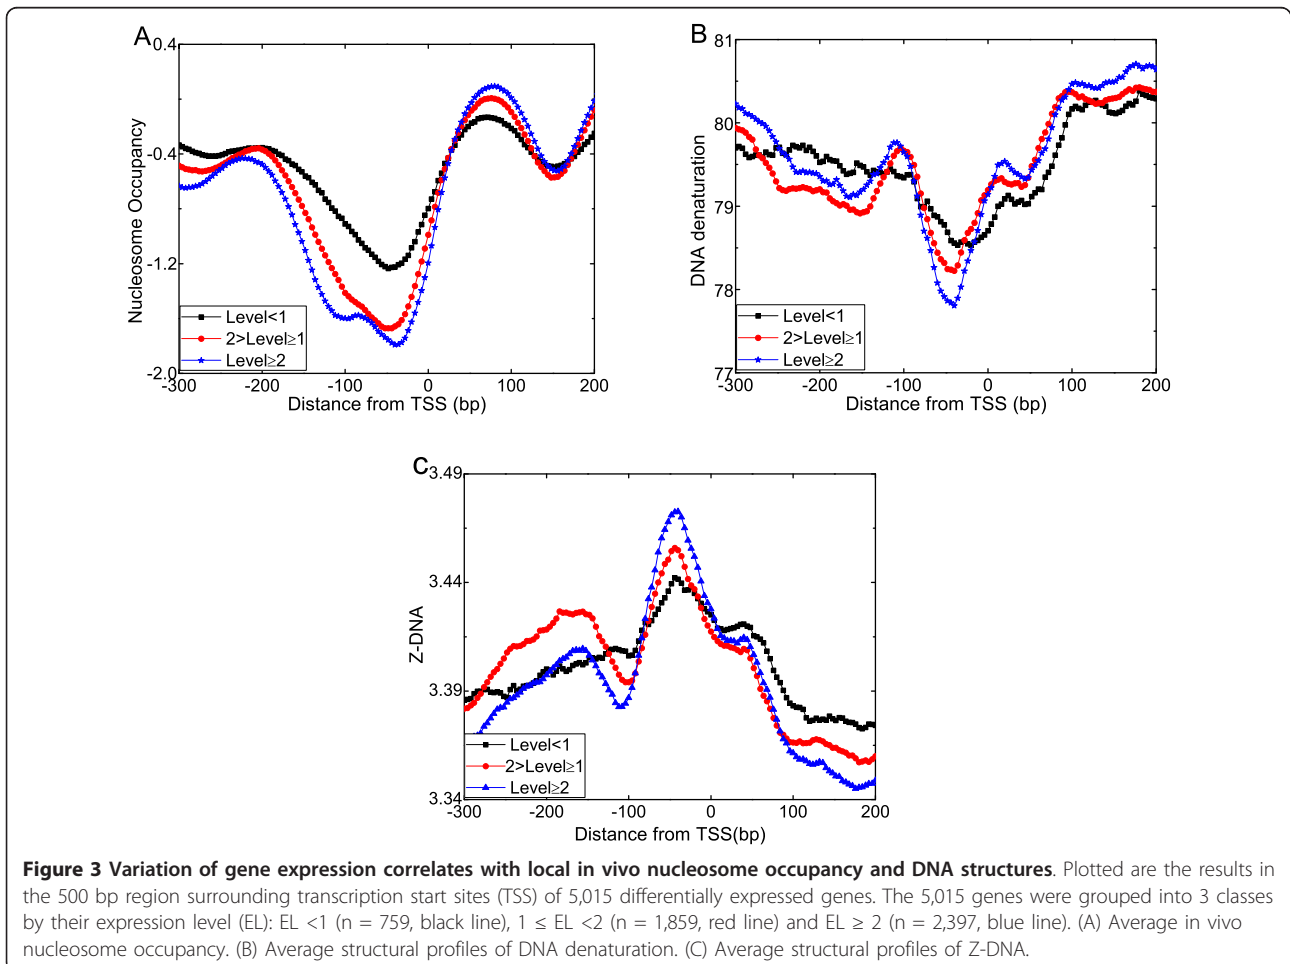 A
0.4
-0.4
-1.2
-2.0
Nucleosome Occupancy
Level<1
2>Level≥1
Level≥2
-300 -200 -100 0 100 200
Distance from TSS (bp)
B
81
80
79
78
77
DNA denaturation
Level<1
2>Level≥1
Level≥2
-300 -200 -100 0 100 200
Distance from TSS (bp)
C
3.49
3.44
3.39
3.34
Z-DNA
Level<1
2>Level≥1
Level≥2
-300 -200 -100 0 100 200
Distance from TSS(bp)
Figure 3 Variation of gene expression correlates with local in vivo nucleosome occupancy and DNA structures. Plotted are the results in
the 500 bp region surrounding transcription start sites (TSS) of 5,015 differentially expressed genes. The 5,015 genes were grouped into 3 classes
by their expression level (EL): EL <1 (n = 759, black line), 1 ≤ EL <2 (n = 1,859, red line) and EL ≥ 2 (n = 2,397, blue line). (A) Average in vivo
nucleosome occupancy. (B) Average structural profiles of DNA denaturation. (C) Average structural profiles of Z-DNA.